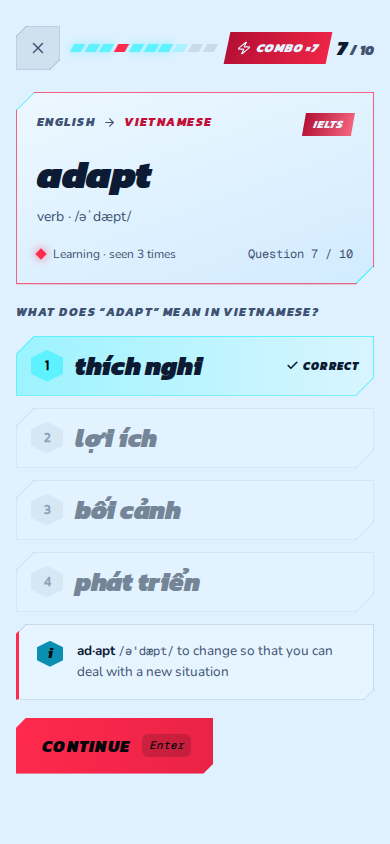 COMBO ×7 7 / 10
ENGLISH → VIETNAMESE IELTS
adapt
verb · /əˈdæpt/
Learning · seen 3 times Question 7 / 10
WHAT DOES “ADAPT” MEAN IN VIETNAMESE?
1 thích nghi CORRECT
2 lợi ích
3 bối cảnh
4 phát triển
i ad·apt /əˈdæpt/ to change so that you can
deal with a new situation
CONTINUE Enter